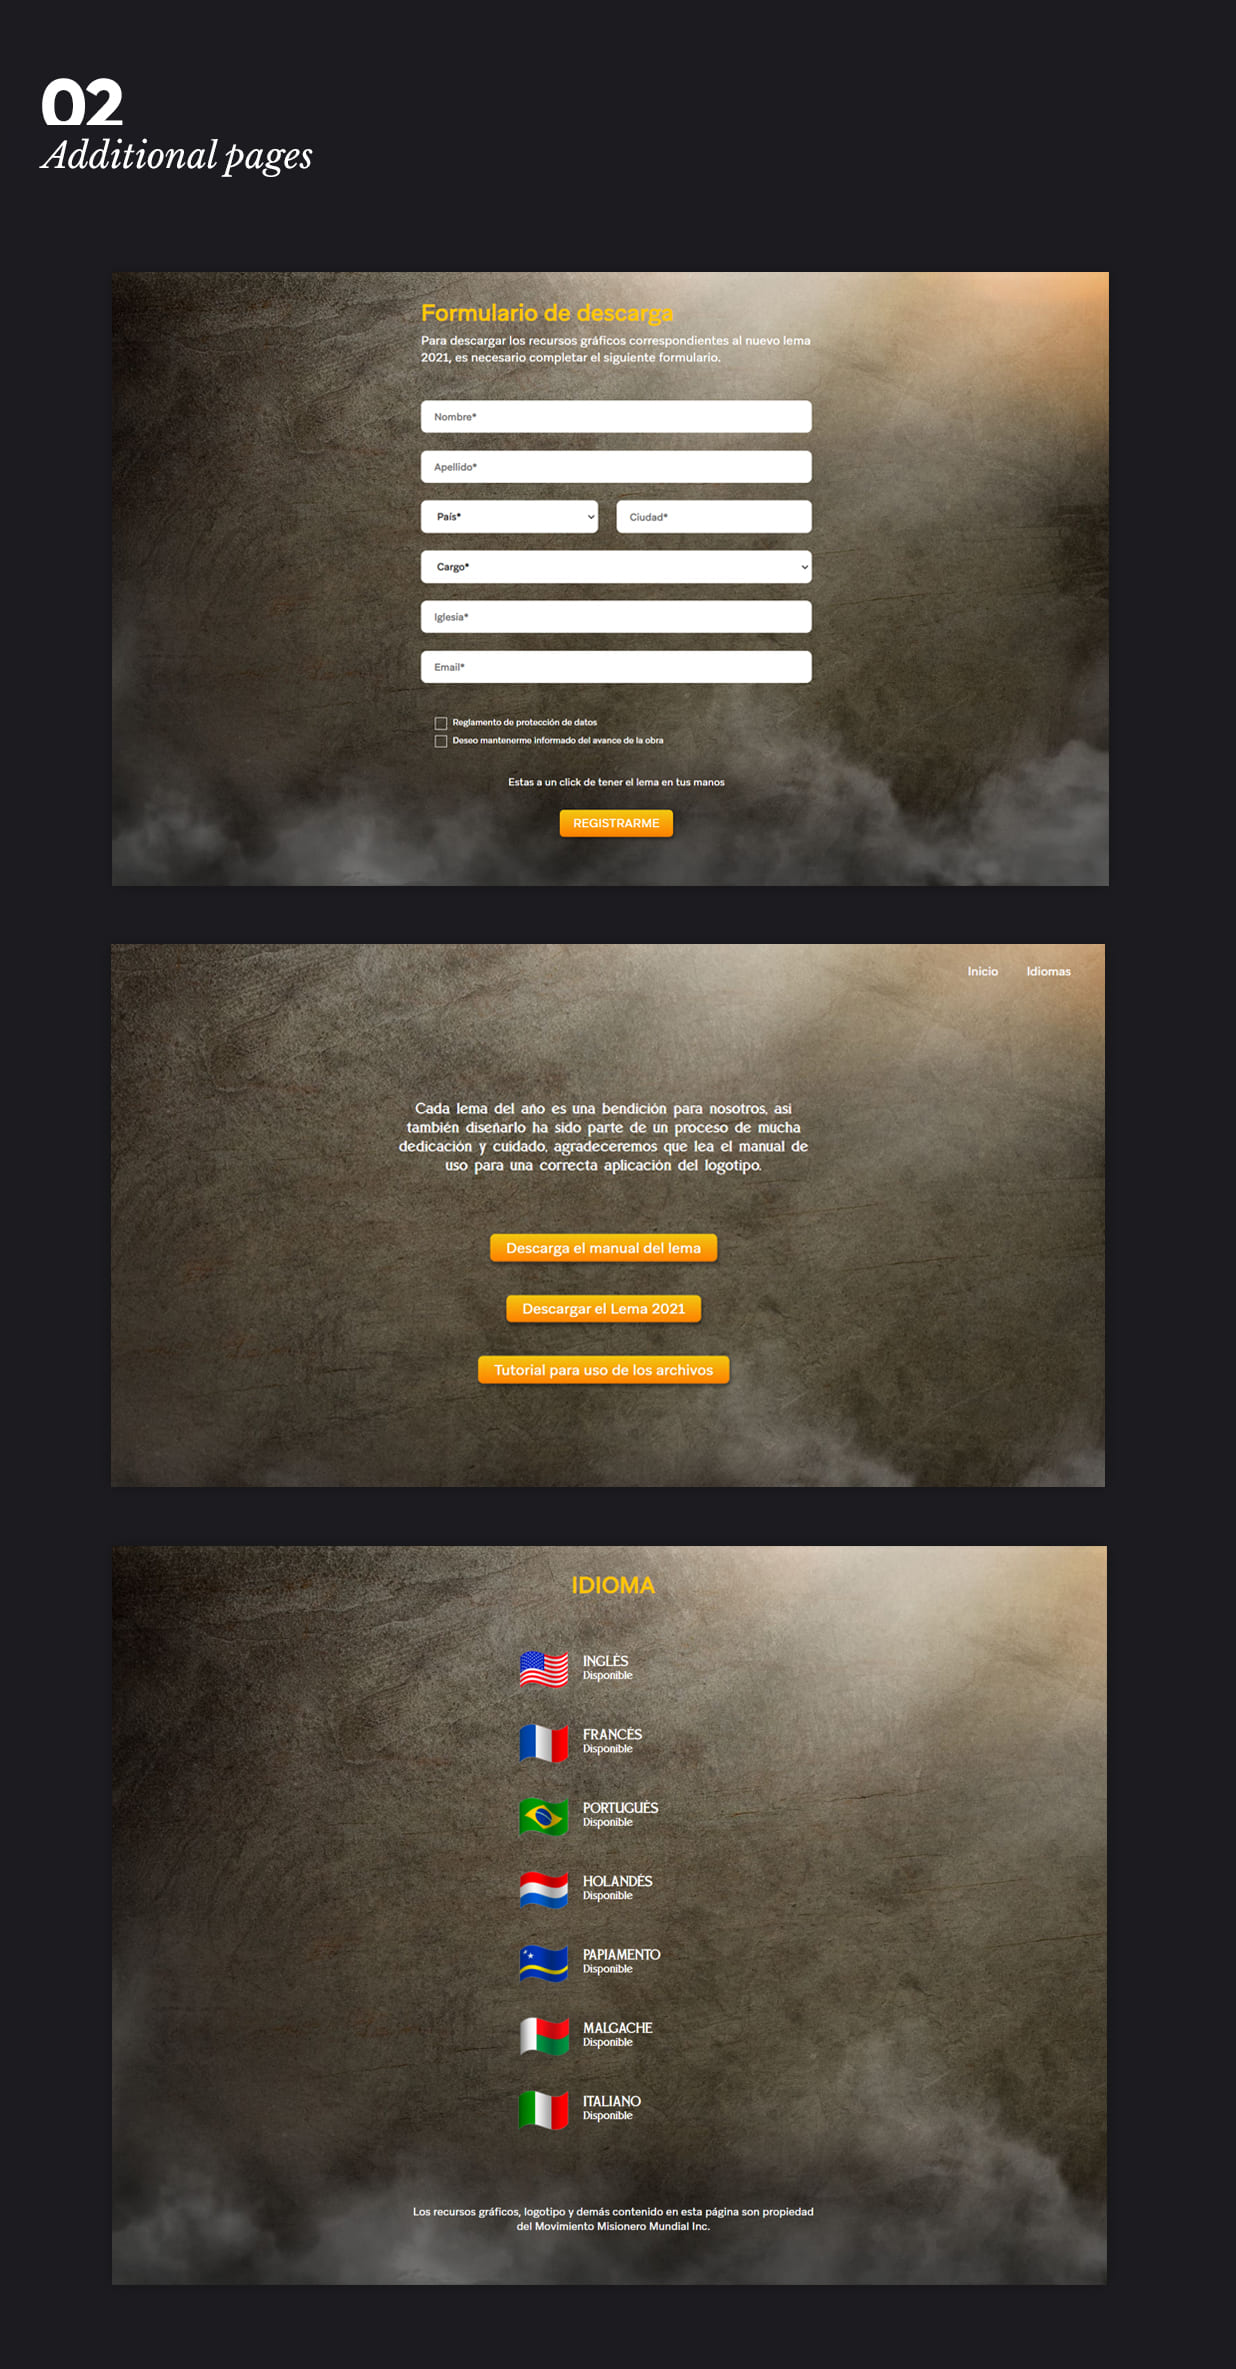 02
Additional pages
Formulario de descarga
Para descargar los recursos gráficos correspondientes al nuevo lema
2021, es necesario completar el siguiente formulario.
Nombre*
Apellido*
País*
Ciudad*
Cargo*
Iglesia*
Email*
Reglamento de protección de datos
Deseo mantenerme informado del avance de la obra
Estas a un click de tener el lema en tus manos
REGISTRARME
Inicio
Idiomas
Cada lema del año es una bendición para nosotros, asi
también diseñarlo ha sido parte de un proceso de mucha
dedicación y cuidado, agradeceremos que lea el manual de
uso para una correcta aplicación del logotipo.
Descarga el manual del lema
Descargar el Lema 2021
Tutorial para uso de los archivos
IDIOMA
INGLÉS
Disponible
FRANCÉS
Disponible
PORTUGUÉS
Disponible
HOLANDÉS
Disponible
PAPIAMENTO
Disponible
MALGACHE
Disponible
ITALIANO
Disponible
Los recursos gráficos, logotipo y demás contenido en esta página son propiedad
del Movimiento Misionero Mundial Inc.